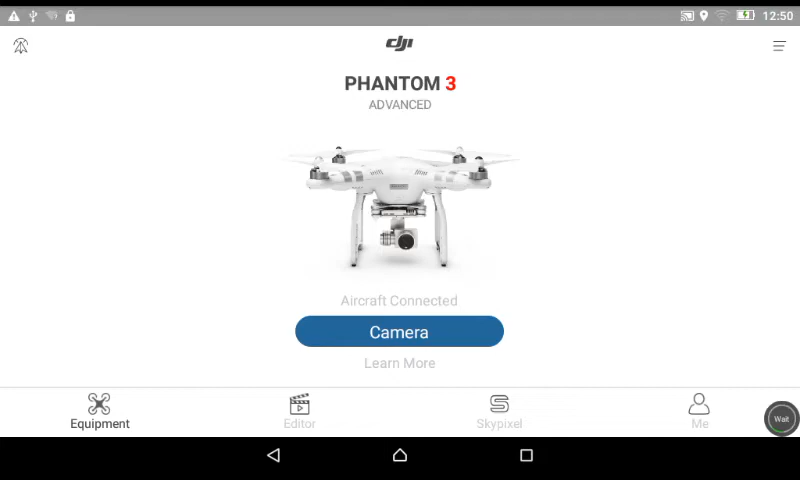 12:50
dji
PHANTOM 3
ADVANCED
Aircraft Connected
Camera
Learn More
Equipment
Editor
Skypixel
Me
Wait